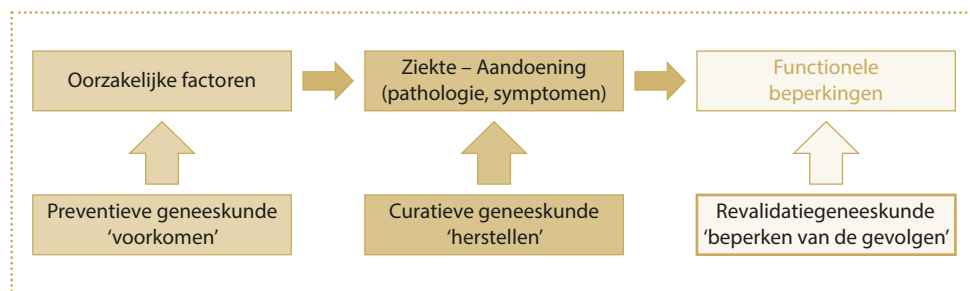 Oorzakelijke factoren
Ziekte – Aandoening
(pathologie, symptomen)
Functionele
beperkingen
Preventieve geneeskunde
‘voorkomen’
Curatieve geneeskunde
‘herstellen’
Revalidatiegeneeskunde
‘beperken van de gevolgen’